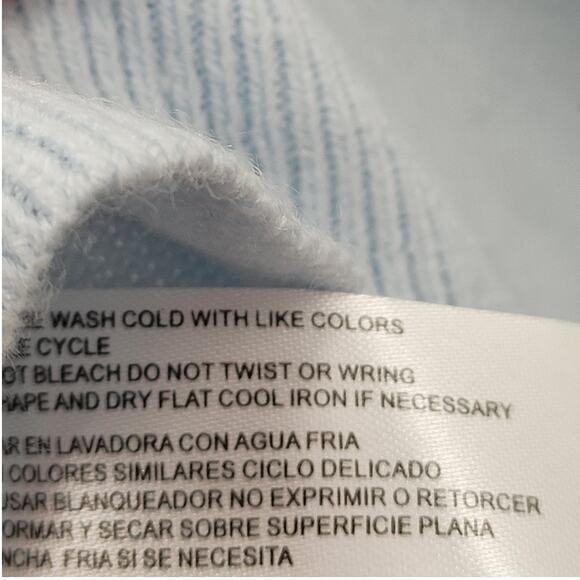 WASH COLD WITH LIKE COLORS
CYCLE
BLEACH DO NOT TWIST OR WRING
AND DRY FLAT COOL IRON IF NECESSARY
EN LAVADORA CON AGUA FRIA
COLORES SIMILARES CICLO DELICADO
BLANQUEADOR NO EXPRIMIR O RETORCER
Y SECAR SOBRE SUPERFICIE PLANA
FRIA SI SE NECESITA